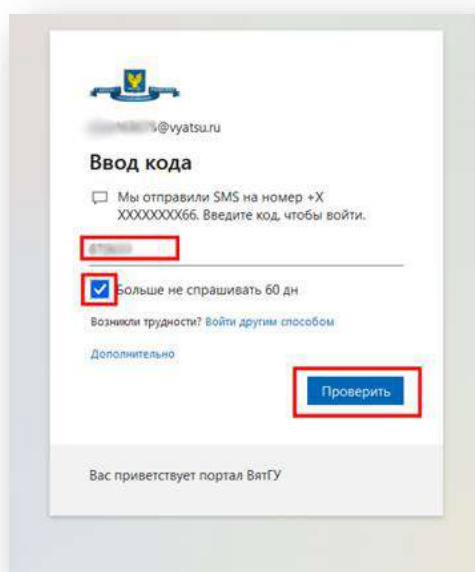 @vyatsu.ru
Ввод кода
Мы отправили SMS на номер +X
XXXXXXXX66. Введите код, чтобы войти.
Больше не спрашивать 60 дн
Возникли трудности? Войти другим способом
Дополнительно
Проверить
Вас приветствует портал ВятГУ